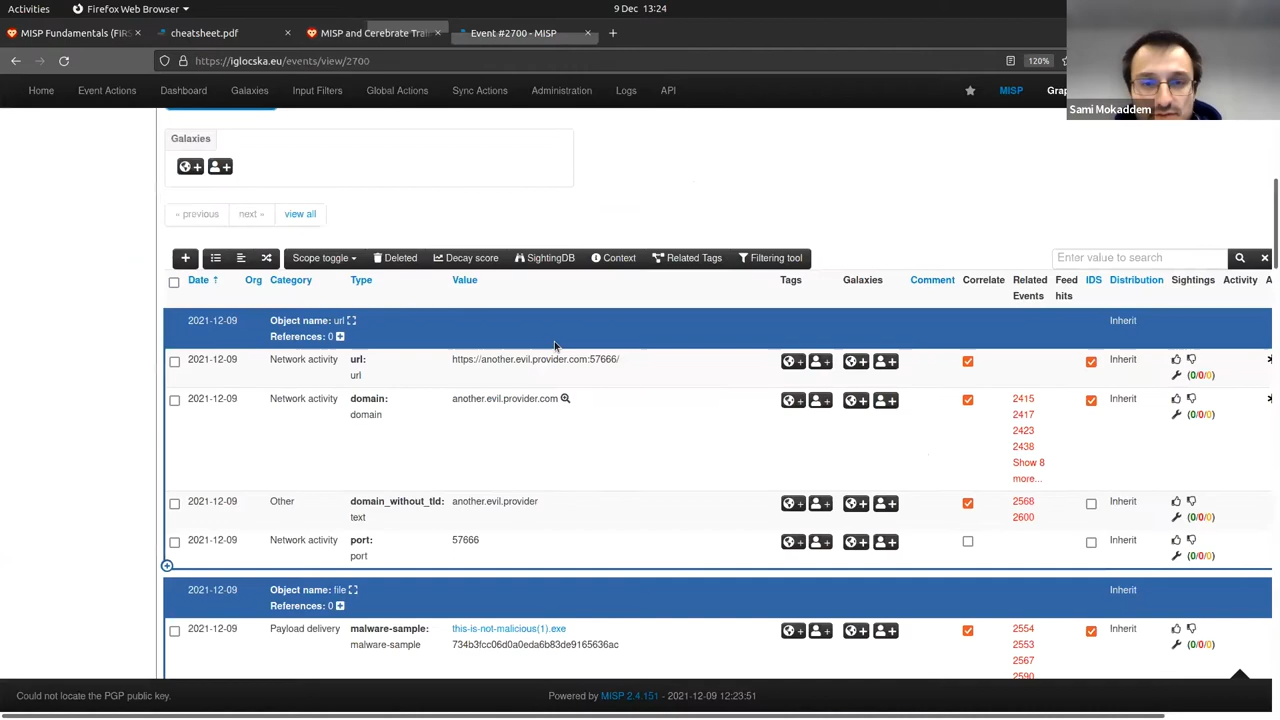 Activities
Firefox Web Browser
9 Dec 13:24
MISP Fundamentals (FIRS
cheatsheet.pdf
MISP and Cerebrate Trai
Event #2700 - MISP
https://iglocska.eu/events/view/2700
120%
Home Event Actions Dashboard Galaxies Input Filters Global Actions Sync Actions Administration Logs API
MISP
Sami Mokaddem
Galaxies
« previous next » view all
Scope toggle Deleted Decay score SightingDB Context Related Tags Filtering tool
Enter value to search
Date Org Category Type Value Tags Galaxies Comment Correlate Related Events Feed hits IDS Distribution Sightings Activity
2021-12-09 Object name: url Inherit
References: 0
2021-12-09 Network activity url: https://another.evil.provider.com:57666/ Inherit
url (0/0/0)
2021-12-09 Network activity domain: another.evil.provider.com 2415 Inherit
domain 2417 (0/0/0)
2423
2438
Show 8
more...
2021-12-09 Other domain_without_tld: another.evil.provider 2568 Inherit
text 2600 (0/0/0)
2021-12-09 Network activity port: 57666 Inherit
port (0/0/0)
2021-12-09 Object name: file Inherit
References: 0
2021-12-09 Payload delivery malware-sample: this-is-not-malicious(1).exe 2554 Inherit
malware-sample 734b3fcc06d0a0eda6b83de9165636ac 2553 (0/0/0)
2567
2590
Could not locate the PGP public key.
Powered by MISP 2.4.151 - 2021-12-09 12:23:51